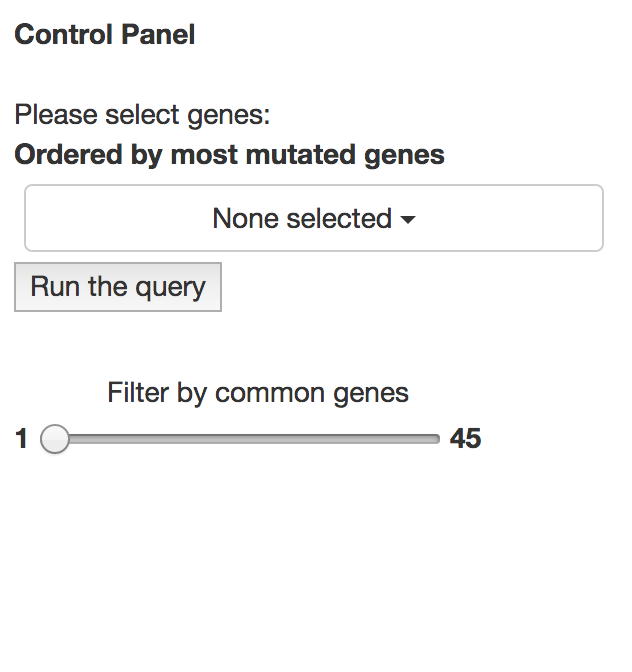 Control Panel
Please select genes:
Ordered by most mutated genes
None selected
Run the query
Filter by common genes
1 45